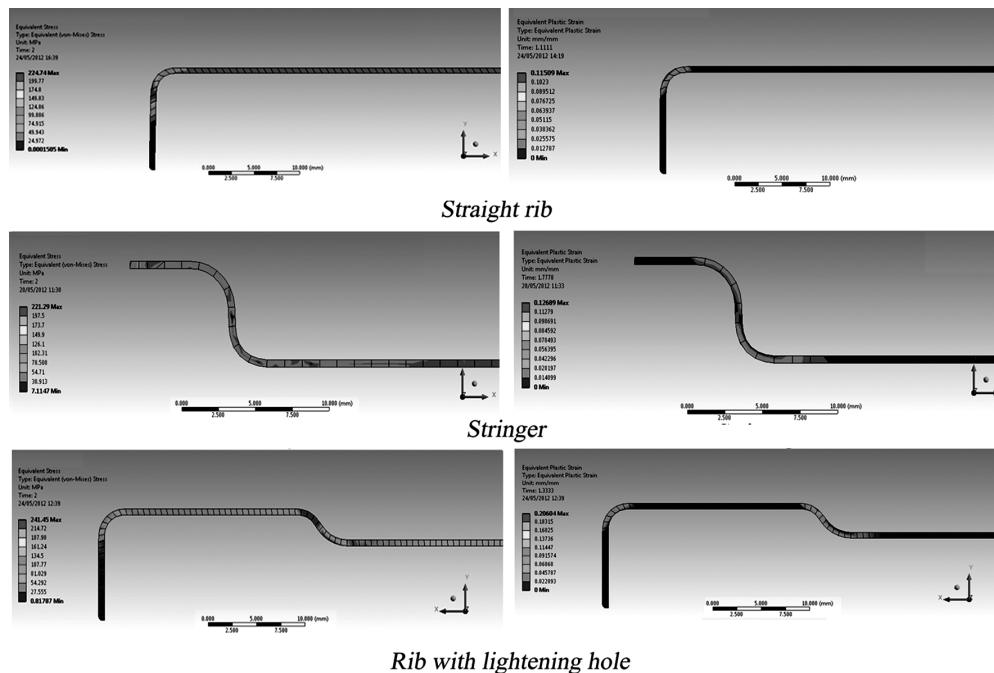 Equivalent Stress
Type: Equivalent (von-Mises) Stress
Unit: MPa
Time: 2
24/05/2012 16:39
224.74 Max
199.77
174.8
149.83
124.86
99.886
74.915
49.943
24.972
0.0001505 Min
Y
X
0.000 5.000 10.000 (mm)
2.500 7.500
Equivalent Plastic Strain
Type: Equivalent Plastic Strain
Unit: mm/mm
Time: 1.1111
24/05/2012 14:19
0.11509 Max
0.1023
0.089512
0.076725
0.063937
0.05115
0.038362
0.025575
0.012787
0 Min
0.000 5.000 10.000 (mm)
2.500 7.500
Straight rib
Equivalent Stress
Type: Equivalent (von-Mises) Stress
Unit: MPa
Time: 2
28/05/2012 11:30
221.29 Max
197.5
173.7
149.9
126.1
102.31
78.508
54.71
30.913
7.1147 Min
X
0.000 5.000 10.000 (mm)
2.500 7.500
Equivalent Plastic Strain
Type: Equivalent Plastic Strain
Unit: mm/mm
Time: 1.7778
28/05/2012 11:33
0.12689 Max
0.11279
0.098691
0.084592
0.070493
0.056395
0.042296
0.028197
0.014099
0 Min
0.000 5.000 10.000 (mm)
2.500 7.500
Stringer
Equivalent Stress
Type: Equivalent (von-Mises) Stress
Unit: MPa
Time: 2
24/05/2012 12:39
241.45 Max
214.72
187.98
161.24
134.5
107.77
81.029
54.292
27.555
0.81787 Min
Y
X
0.000 5.000 10.000 (mm)
2.500 7.500
Equivalent Plastic Strain
Type: Equivalent Plastic Strain
Unit: mm/mm
Time: 1.3333
24/05/2012 12:39
0.20604 Max
0.18315
0.16025
0.13736
0.11447
0.091574
0.06868
0.045787
0.022893
0 Min
Y
X
0.000 5.000 10.000 (mm)
2.500 7.500
Rib with lightening hole